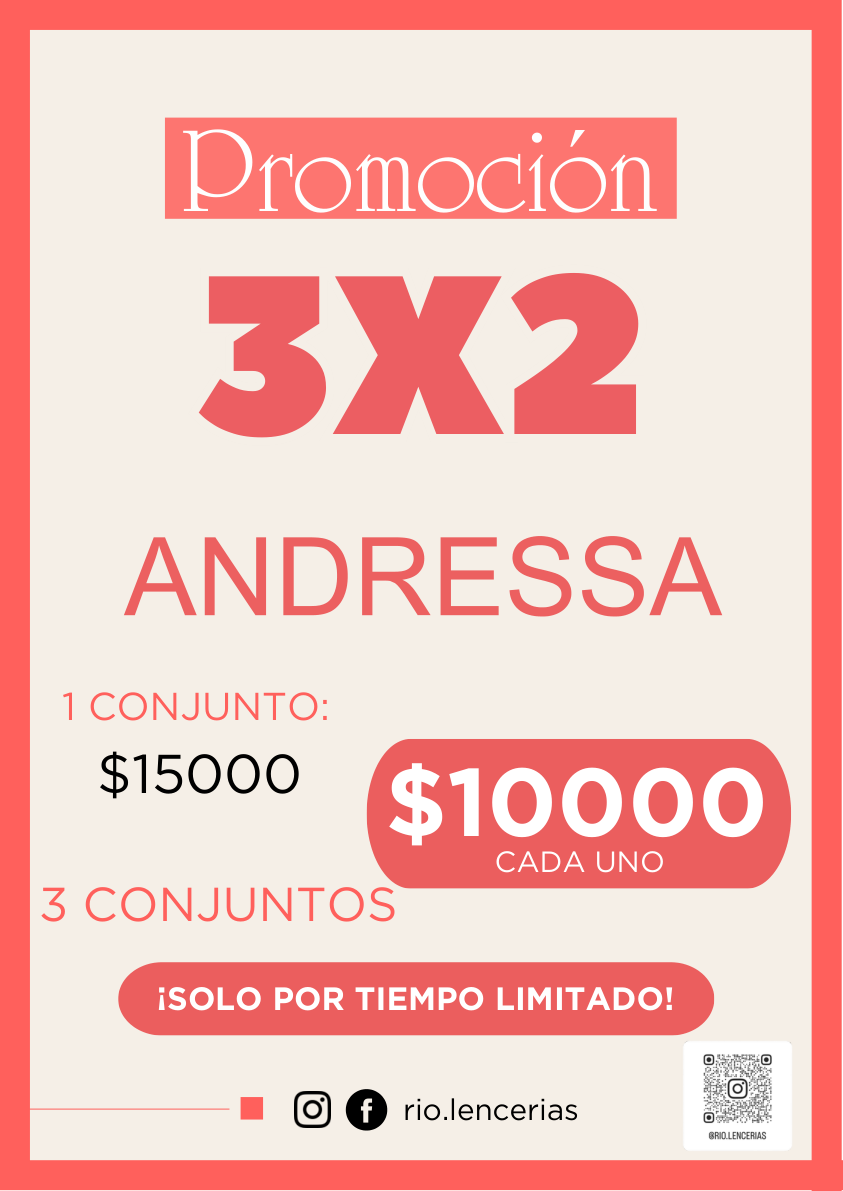 Promoción
3X2
ANDRESSA
1 CONJUNTO:
$15000
$10000
CADA UNO
3 CONJUNTOS
¡SOLO POR TIEMPO LIMITADO!
rio.lencerias
@RIO.LENCERIAS